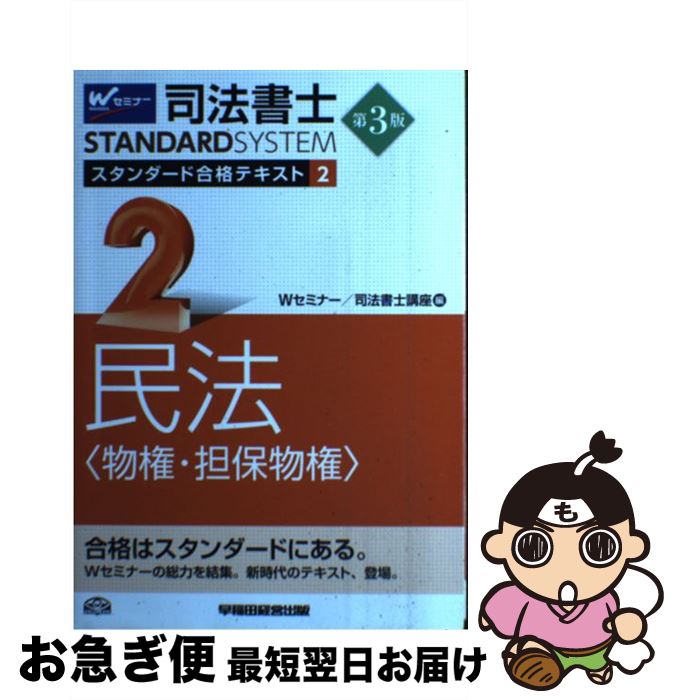 Wセミナー
司法書士
第3版
STANDARDSYSTEM
スタンダード合格テキスト 2
2
Wセミナー／司法書士講座 編
民法
〈物権・担保物権〉
合格はスタンダードにある。
Wセミナーの総力を結集。新時代のテキスト、登場。
早稲田経営出版
も
お急ぎ便 最短翌日お届け